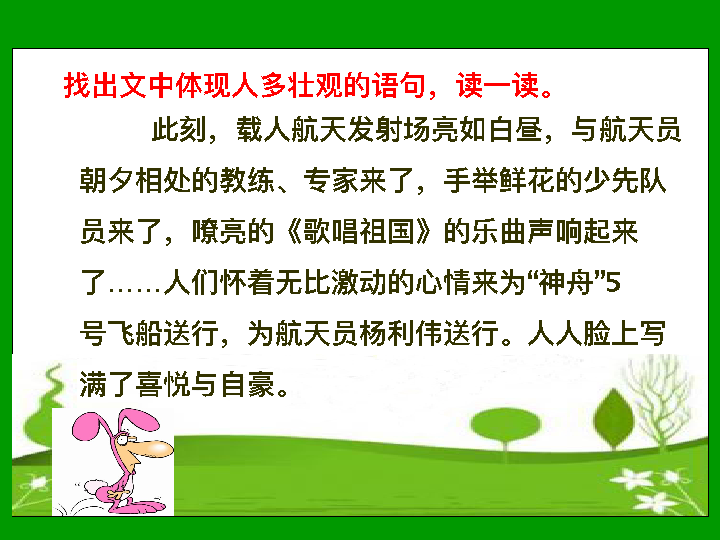 找出文中体现人多壮观的语句，读一读。
此刻，载人航天发射场亮如白昼，与航天员
朝夕相处的教练、专家来了，手举鲜花的少先队
员来了，嘹亮的《歌唱祖国》的乐曲声响起来
了……人们怀着无比激动的心情来为“神舟”5
号飞船送行，为航天员杨利伟送行。人人脸上写
满了喜悦与自豪。